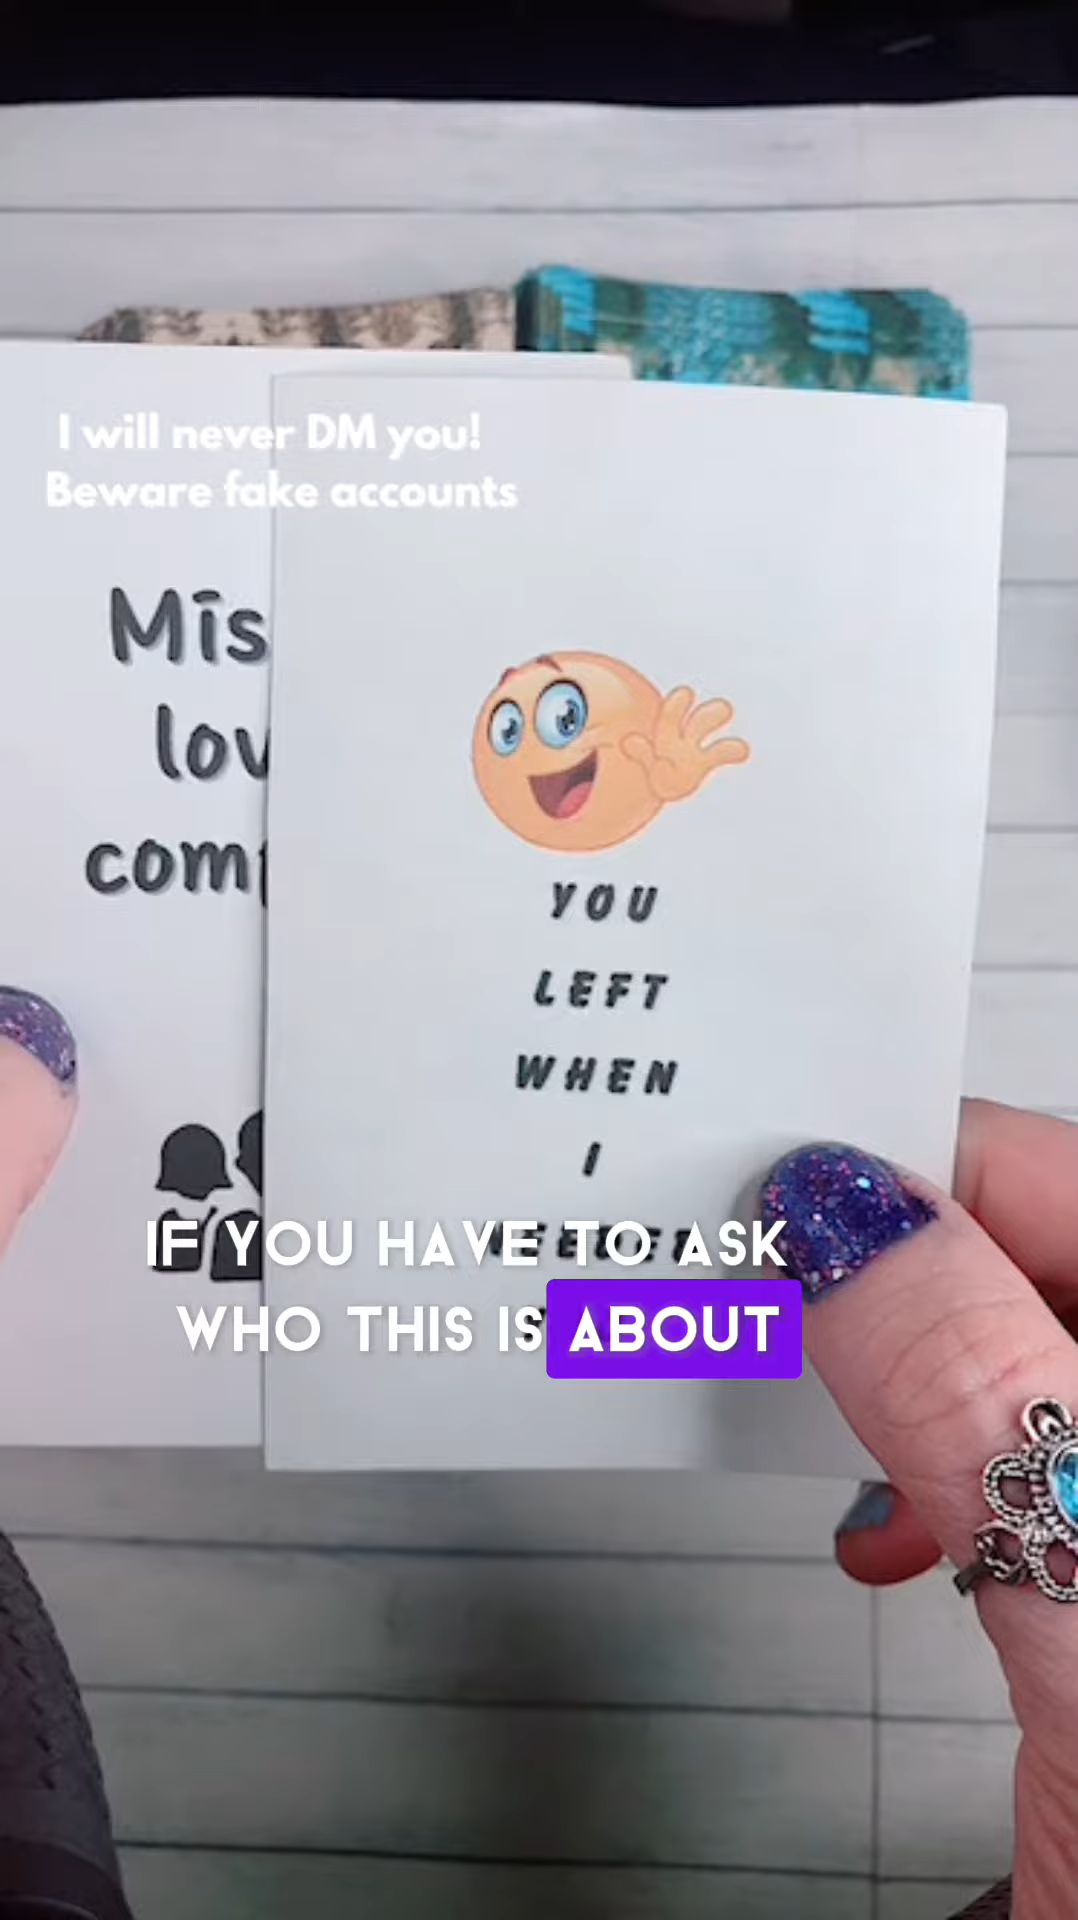 I will never DM you!
Beware fake accounts
Mis
lov
com
YOU
LEFT
WHEN
I
IF YOU HAVE TO ASK
WHO THIS IS ABOUT